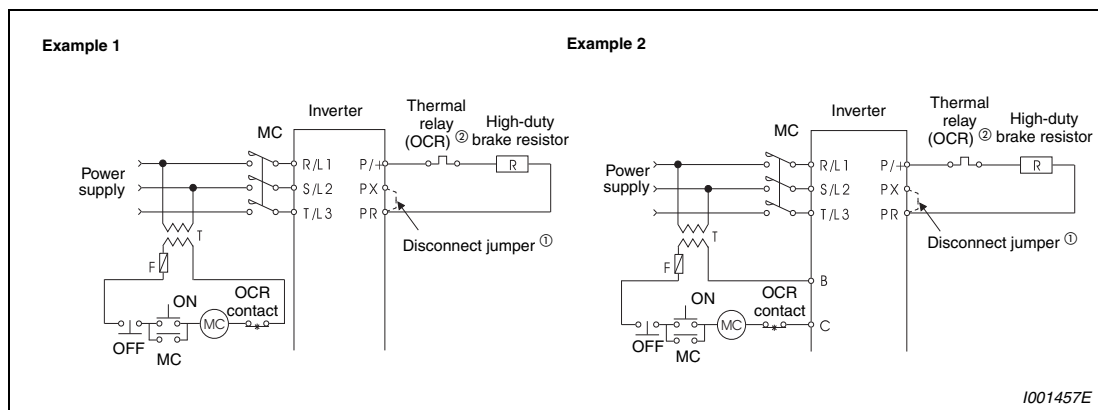 Example 1
Inverter
Thermal
relay
(OCR) ②
High-duty
brake resistor
MC
Power
supply
R/L1
S/L2
T/L3
P/+
PX
PR
R
Disconnect jumper ①
T
F
ON
OFF
MC
MC
OCR
contact
Example 2
Inverter
Thermal
relay
(OCR) ②
High-duty
brake resistor
MC
Power
supply
R/L1
S/L2
T/L3
P/+
PX
PR
R
Disconnect jumper ①
T
F
B
C
ON
OFF
MC
MC
OCR
contact
I001457E